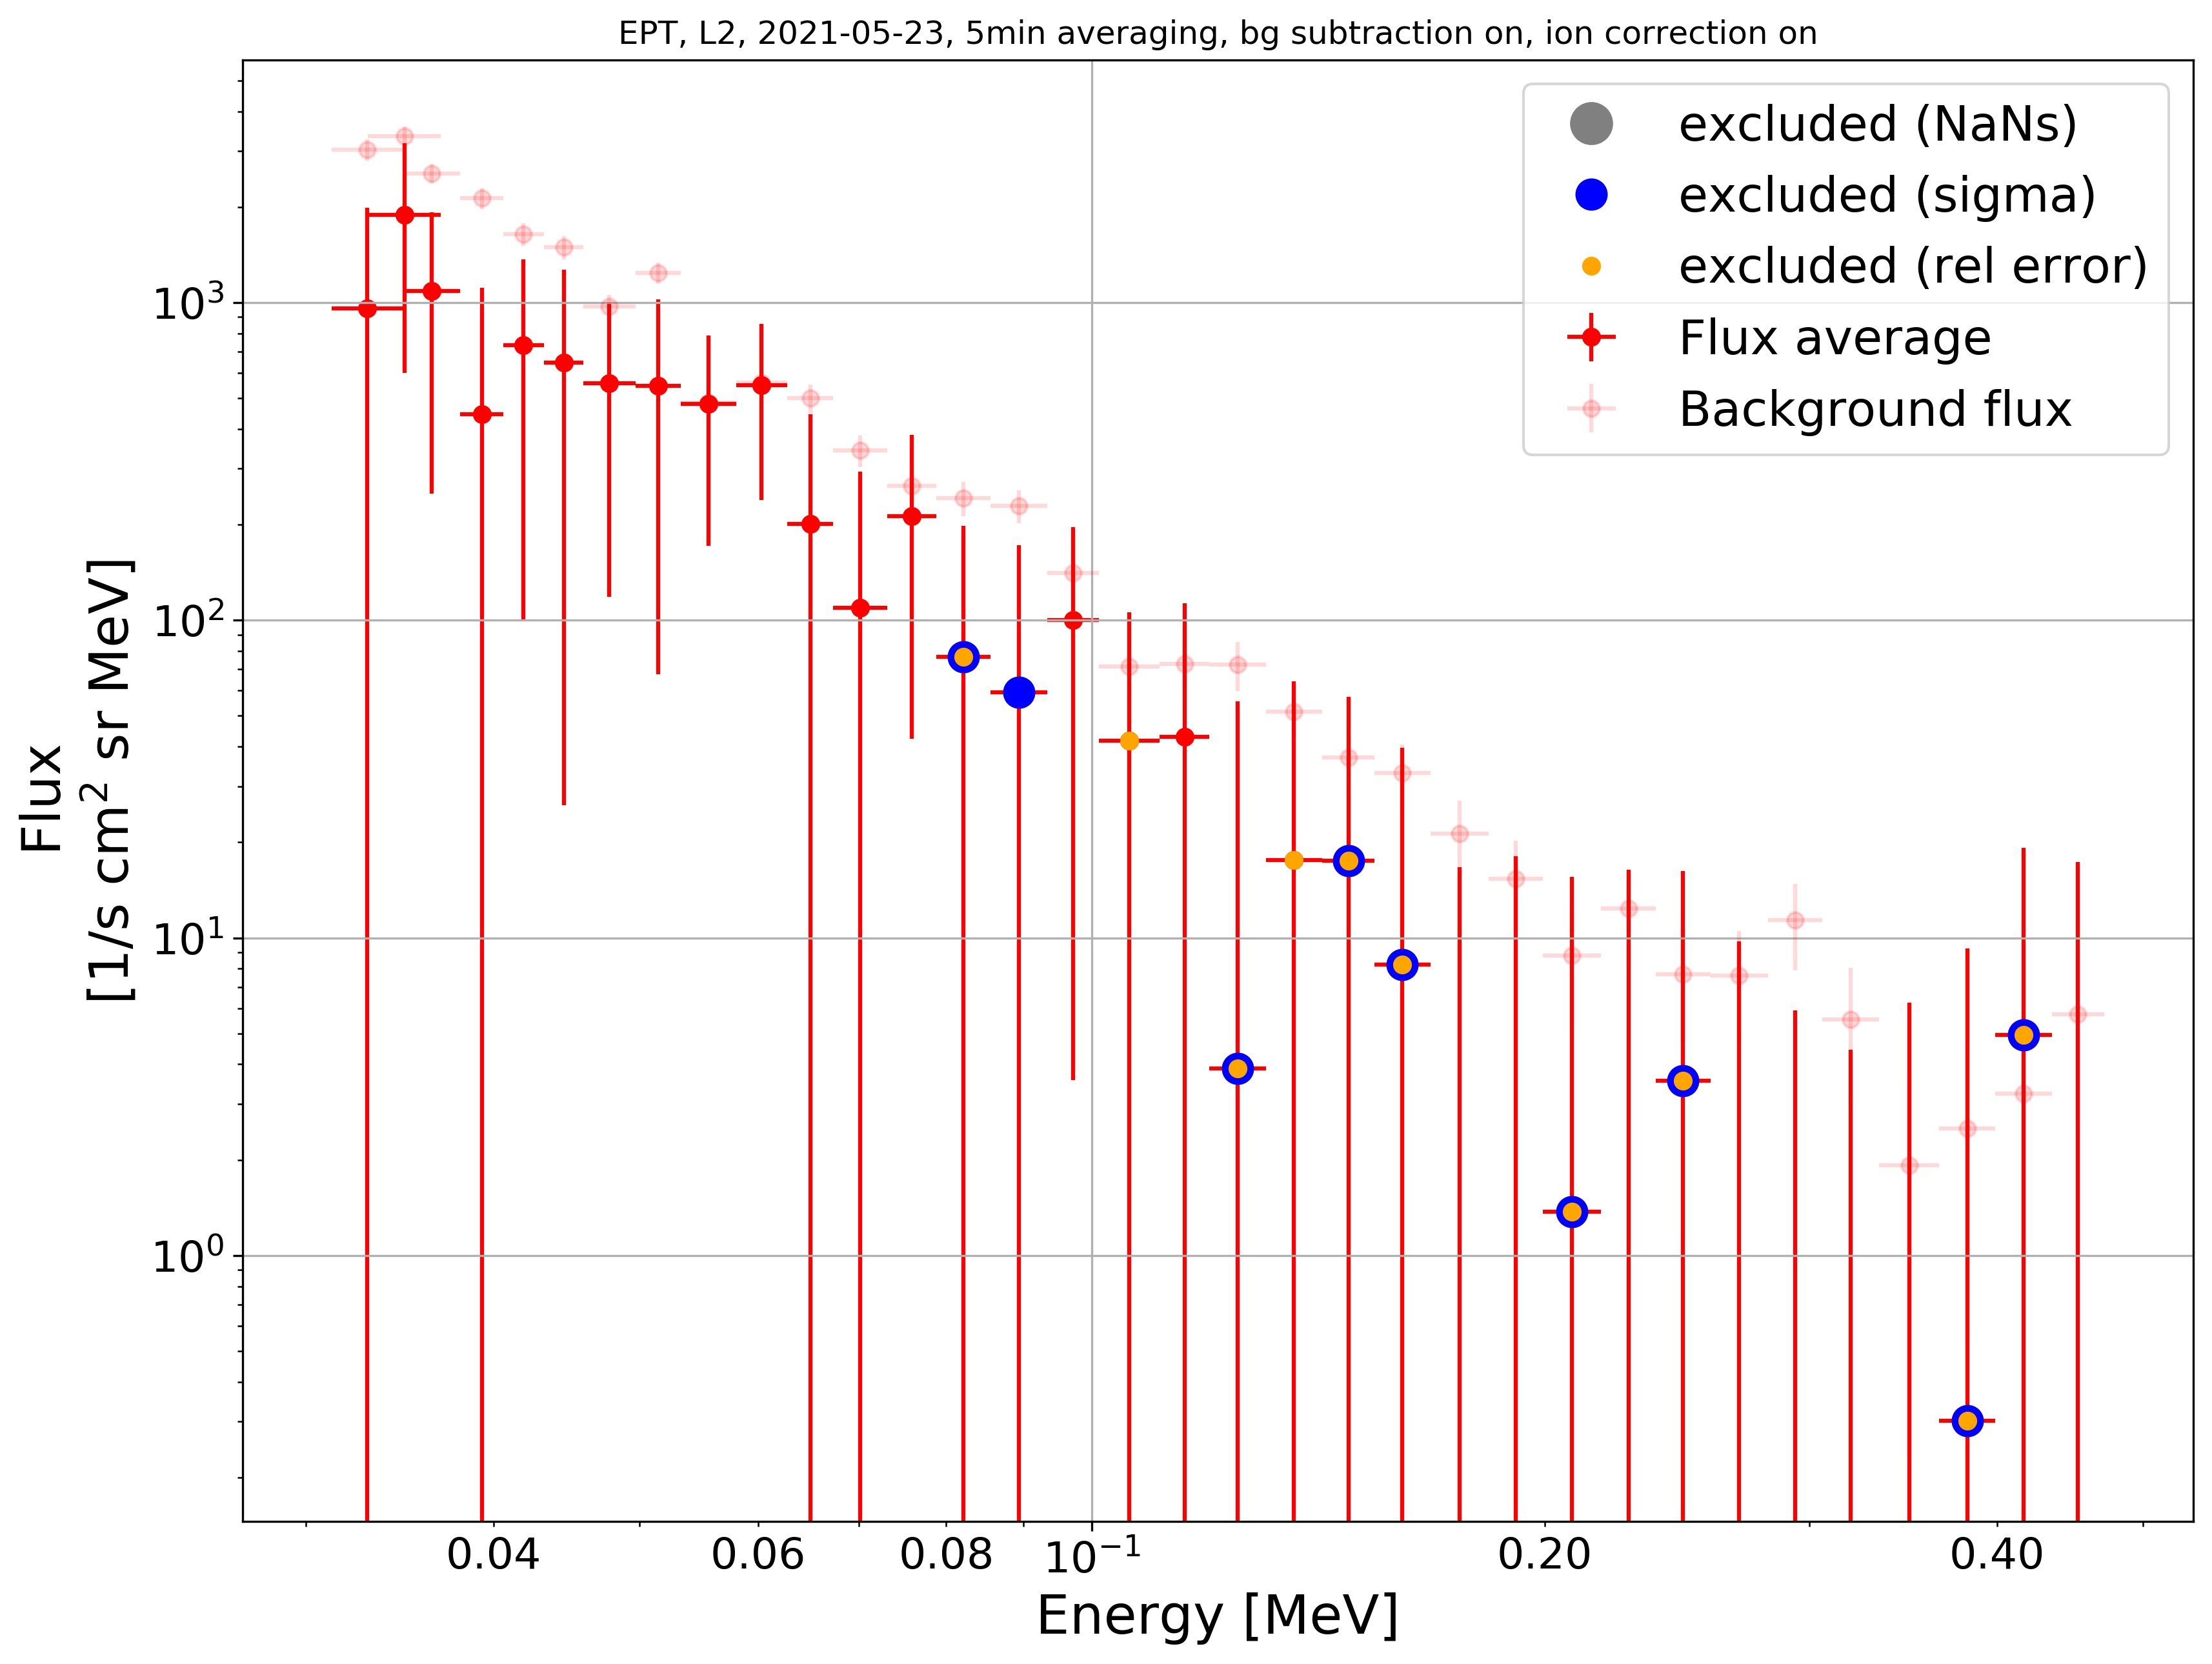 EPT, L2, 2021-05-23, 5min averaging, bg subtraction on, ion correction on
excluded (NaNs)
excluded (sigma)
excluded (rel error)
Flux average
Background flux
Flux
[1/s cm² sr MeV]
10³
10²
10¹
10⁰
0.04 0.06 0.08 10⁻¹ 0.20 0.40
Energy [MeV]